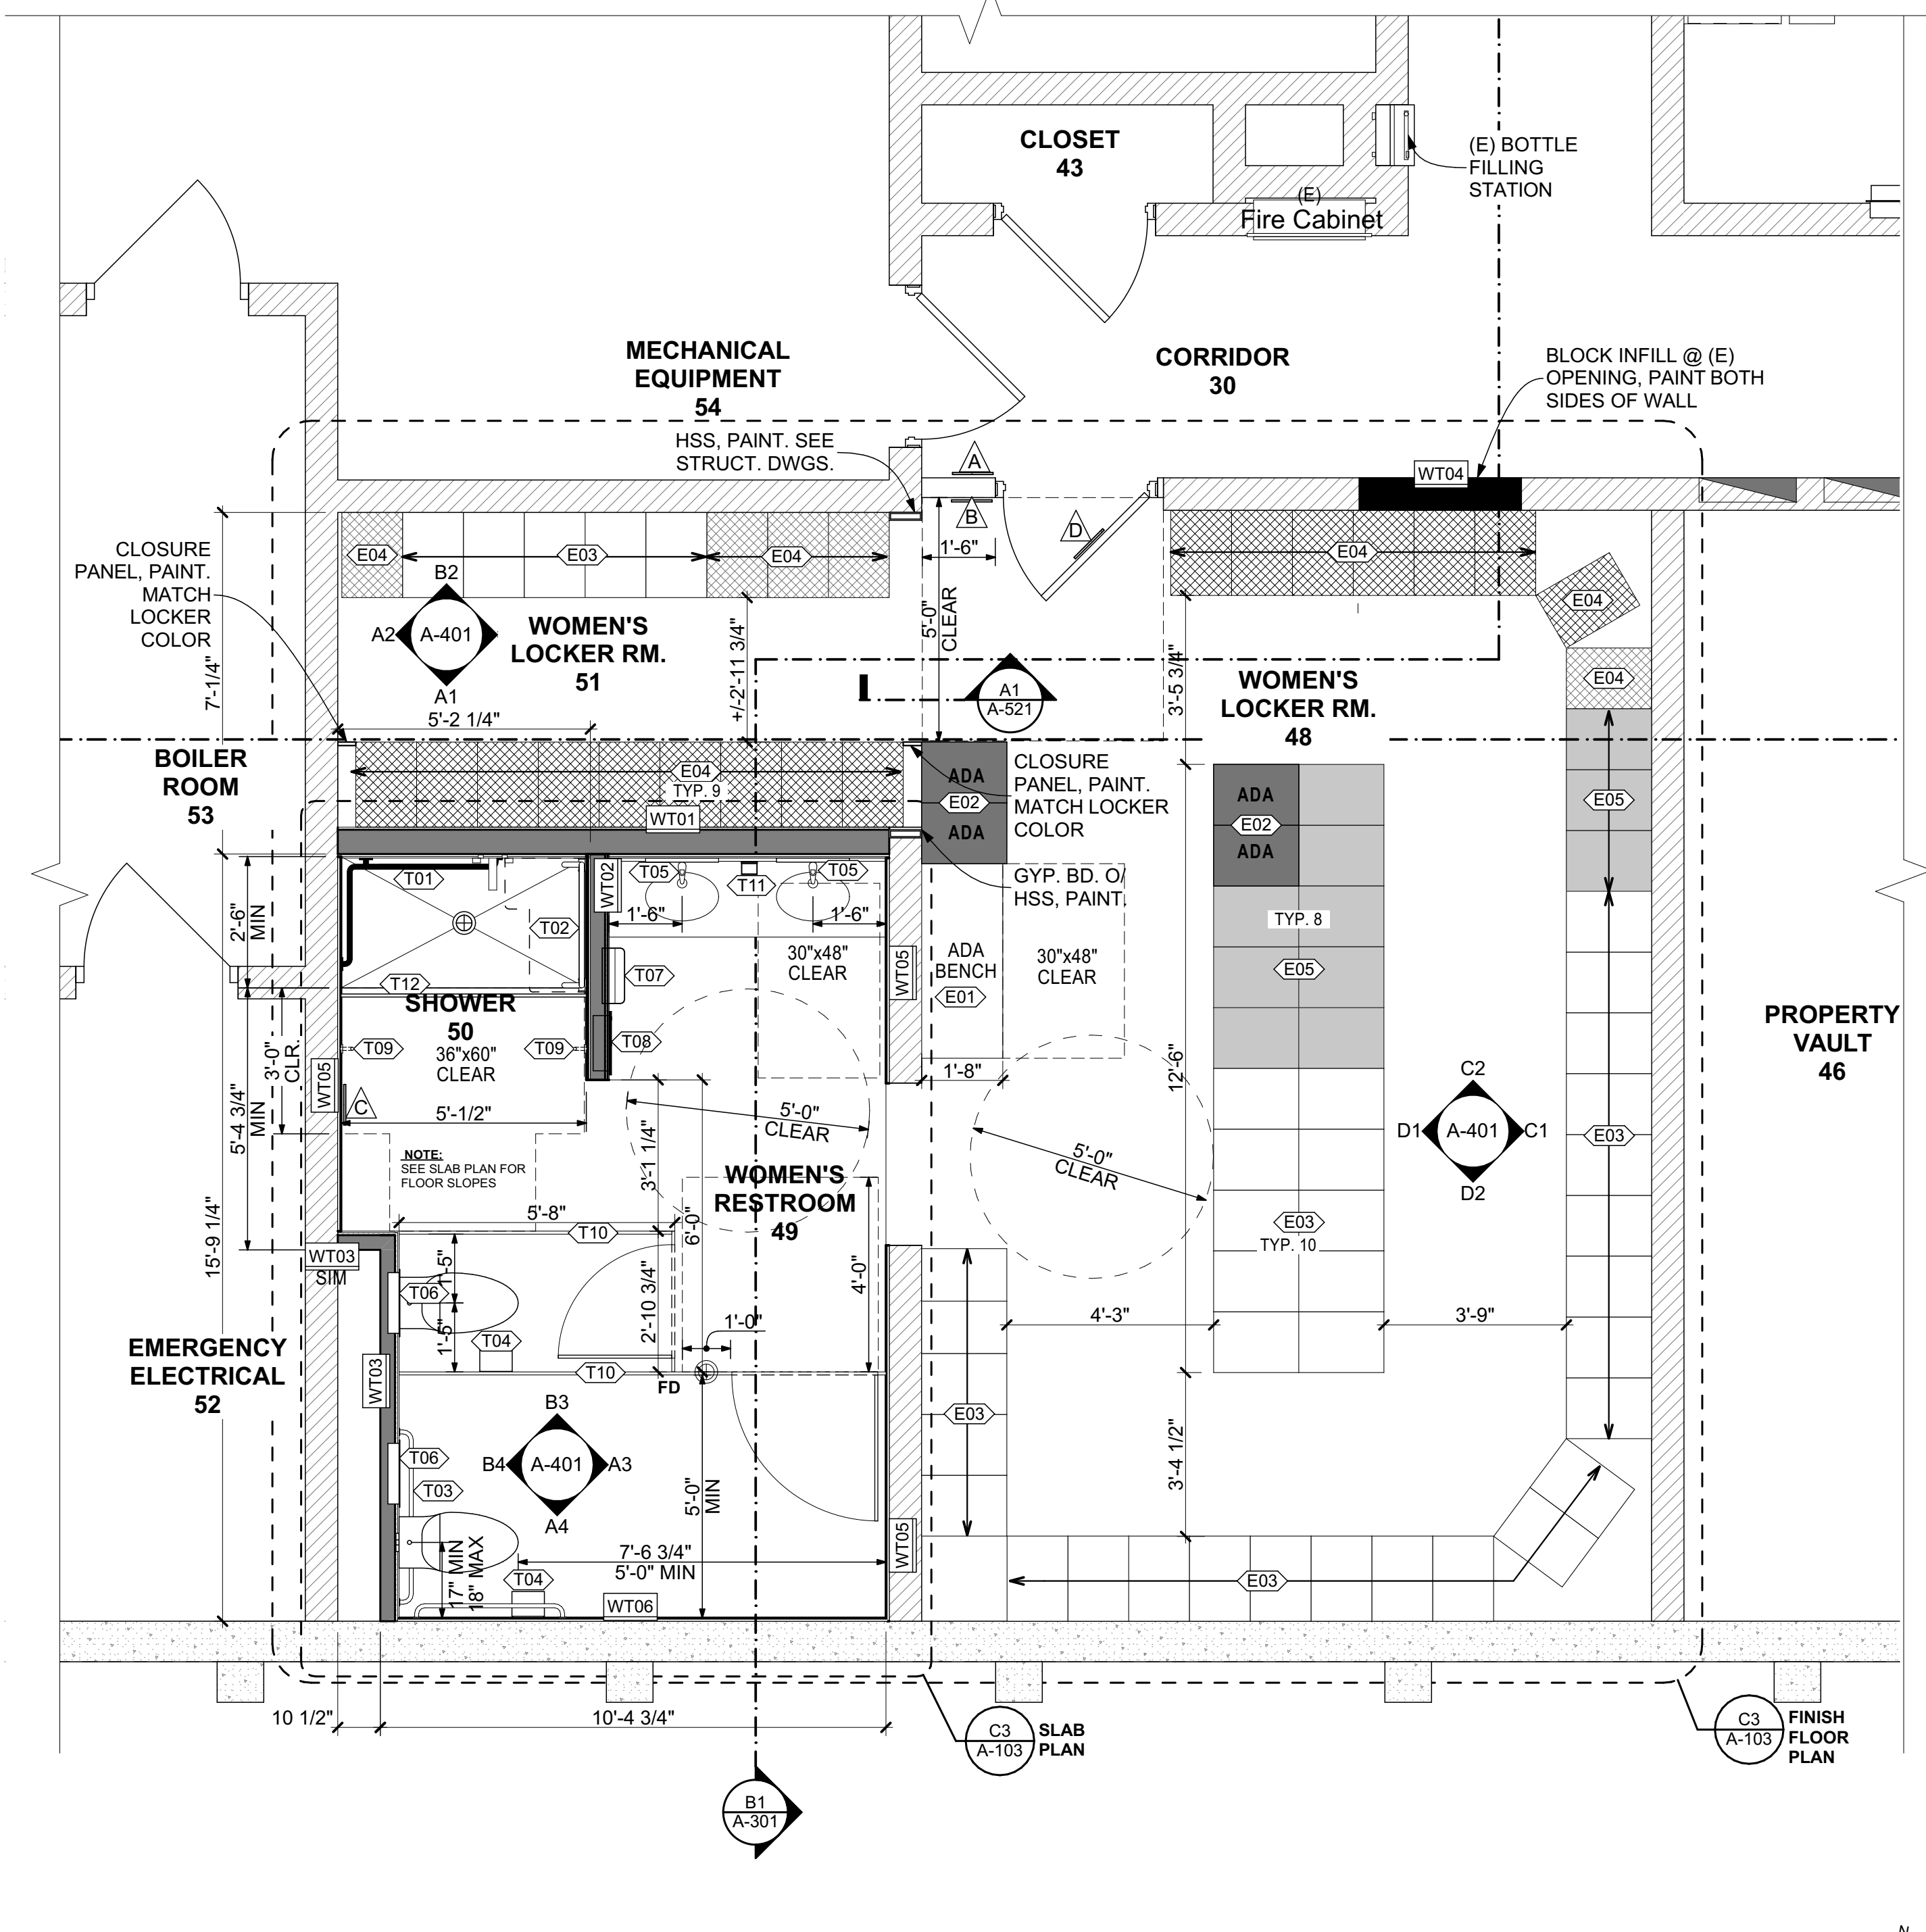 CLOSET
43
(E) BOTTLE
FILLING
STATION
(E)
Fire Cabinet
MECHANICAL
EQUIPMENT
54
CORRIDOR
30
BLOCK INFILL @ (E)
OPENING, PAINT BOTH
SIDES OF WALL
HSS, PAINT. SEE
STRUCT. DWGS.
A
B
D
WT04
CLOSURE
PANEL, PAINT.
MATCH
LOCKER
COLOR
E04
E03
E04
1'-6"
E04
E04
E04
B2
A2
A-401
A1
WOMEN'S
LOCKER RM.
51
+/-2'-11 3/4"
5'-0"
CLEAR
7'-1/4"
A1
A-521
3'-5 3/4"
WOMEN'S
LOCKER RM.
48
5'-2 1/4"
BOILER
ROOM
53
E04
TYP. 9
WT01
ADA
E02
ADA
CLOSURE
PANEL, PAINT.
MATCH LOCKER
COLOR
ADA
E02
ADA
E05
GYP. BD. O/
HSS, PAINT.
T01
T02
T12
WT02
T05
T11
T05
1'-6"
1'-6"
2'-6"
MIN
30"x48"
CLEAR
T07
T08
WT05
ADA
BENCH
E01
30"x48"
CLEAR
TYP. 8
E05
SHOWER
50
36"x60"
CLEAR
T09
T09
3'-0"
CLR.
WT05
C
5'-4 3/4"
MIN
5'-1/2"
5'-0"
CLEAR
1'-8"
12'-6"
PROPERTY
VAULT
46
C2
D1
A-401
C1
D2
E03
NOTE:
SEE SLAB PLAN FOR
FLOOR SLOPES
3'-1 1/4"
5'-0"
CLEAR
WOMEN'S
RESTROOM
49
5'-8"
T10
6'-0"
15'-9 1/4"
WT03
SIM
E03
TYP. 10
T06
1'-5"
1'-5"
T04
2'-10 3/4"
4'-0"
1'-0"
4'-3"
3'-9"
EMERGENCY
ELECTRICAL
52
WT03
T10
FD
E03
B3
B4
A-401
A3
A4
T06
T03
5'-0"
MIN
3'-4 1/2"
17" MIN
18" MAX
T04
7'-6 3/4"
5'-0" MIN
WT06
WT05
E03
10 1/2"
10'-4 3/4"
C3
A-103
SLAB
PLAN
C3
A-103
FINISH
FLOOR
PLAN
B1
A-301
N